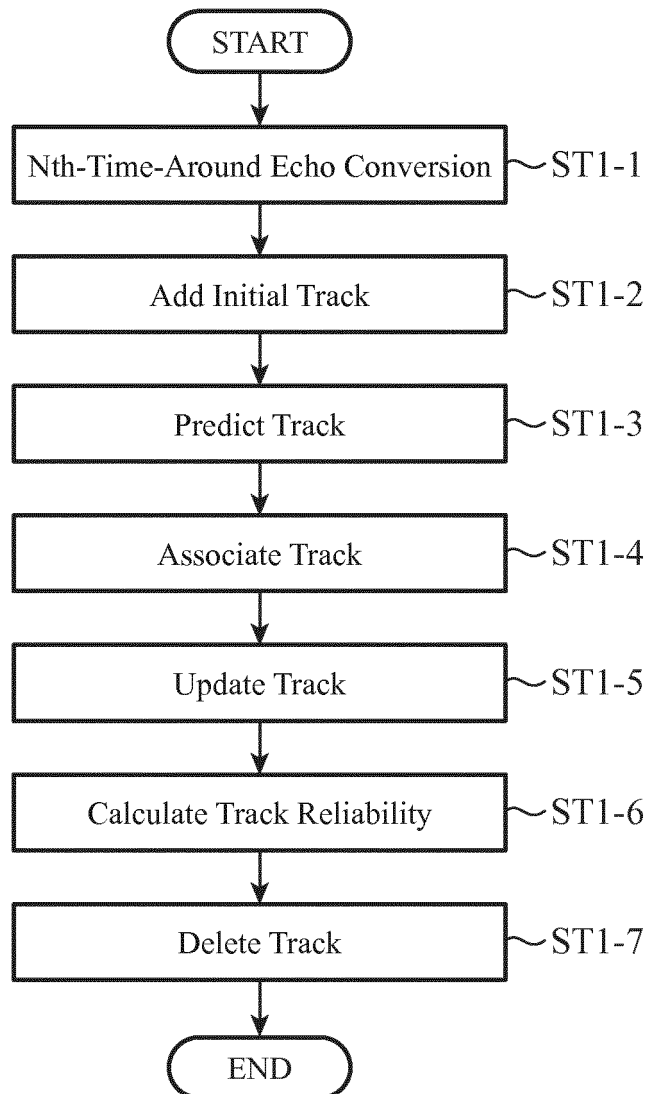 START
Nth-Time-Around Echo Conversion ST1-1
Add Initial Track ST1-2
Predict Track ST1-3
Associate Track ST1-4
Update Track ST1-5
Calculate Track Reliability ST1-6
Delete Track ST1-7
END